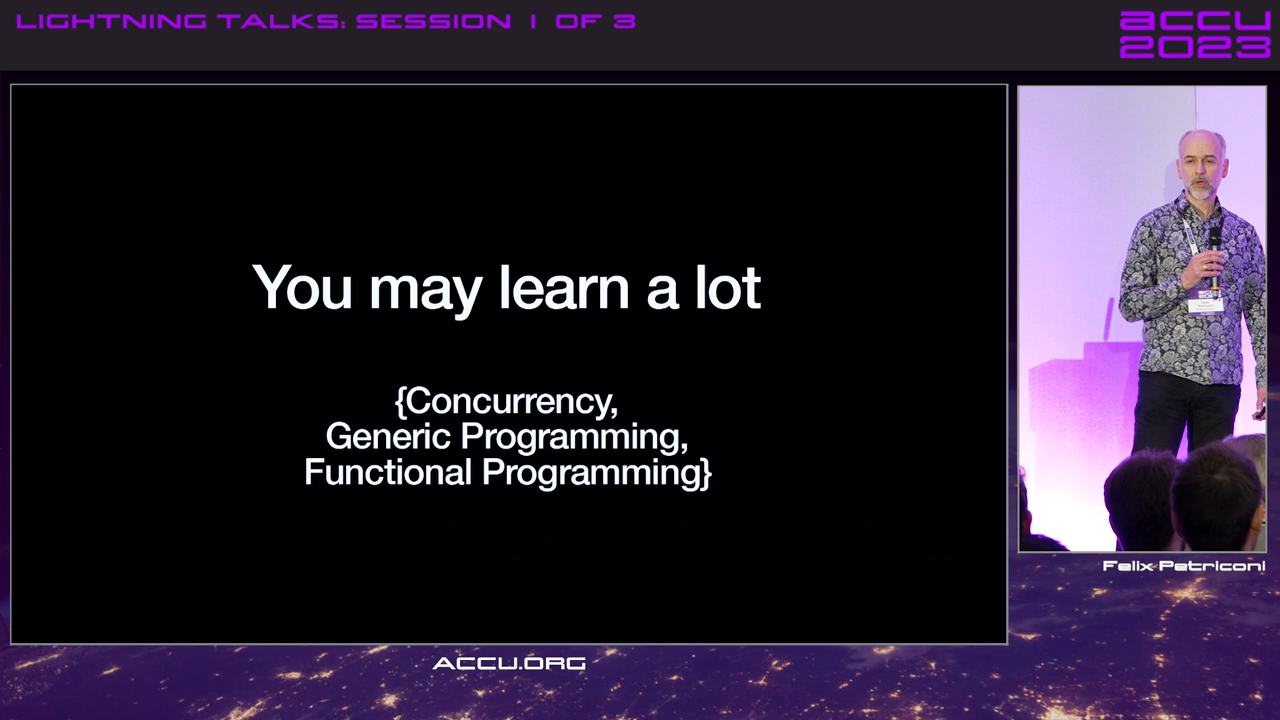 LIGHTNING TALKS: SESSION 1 OF 3
accu
2023
You may learn a lot
{Concurrency,
Generic Programming,
Functional Programming}
Felix Petriconi
ACCU.ORG